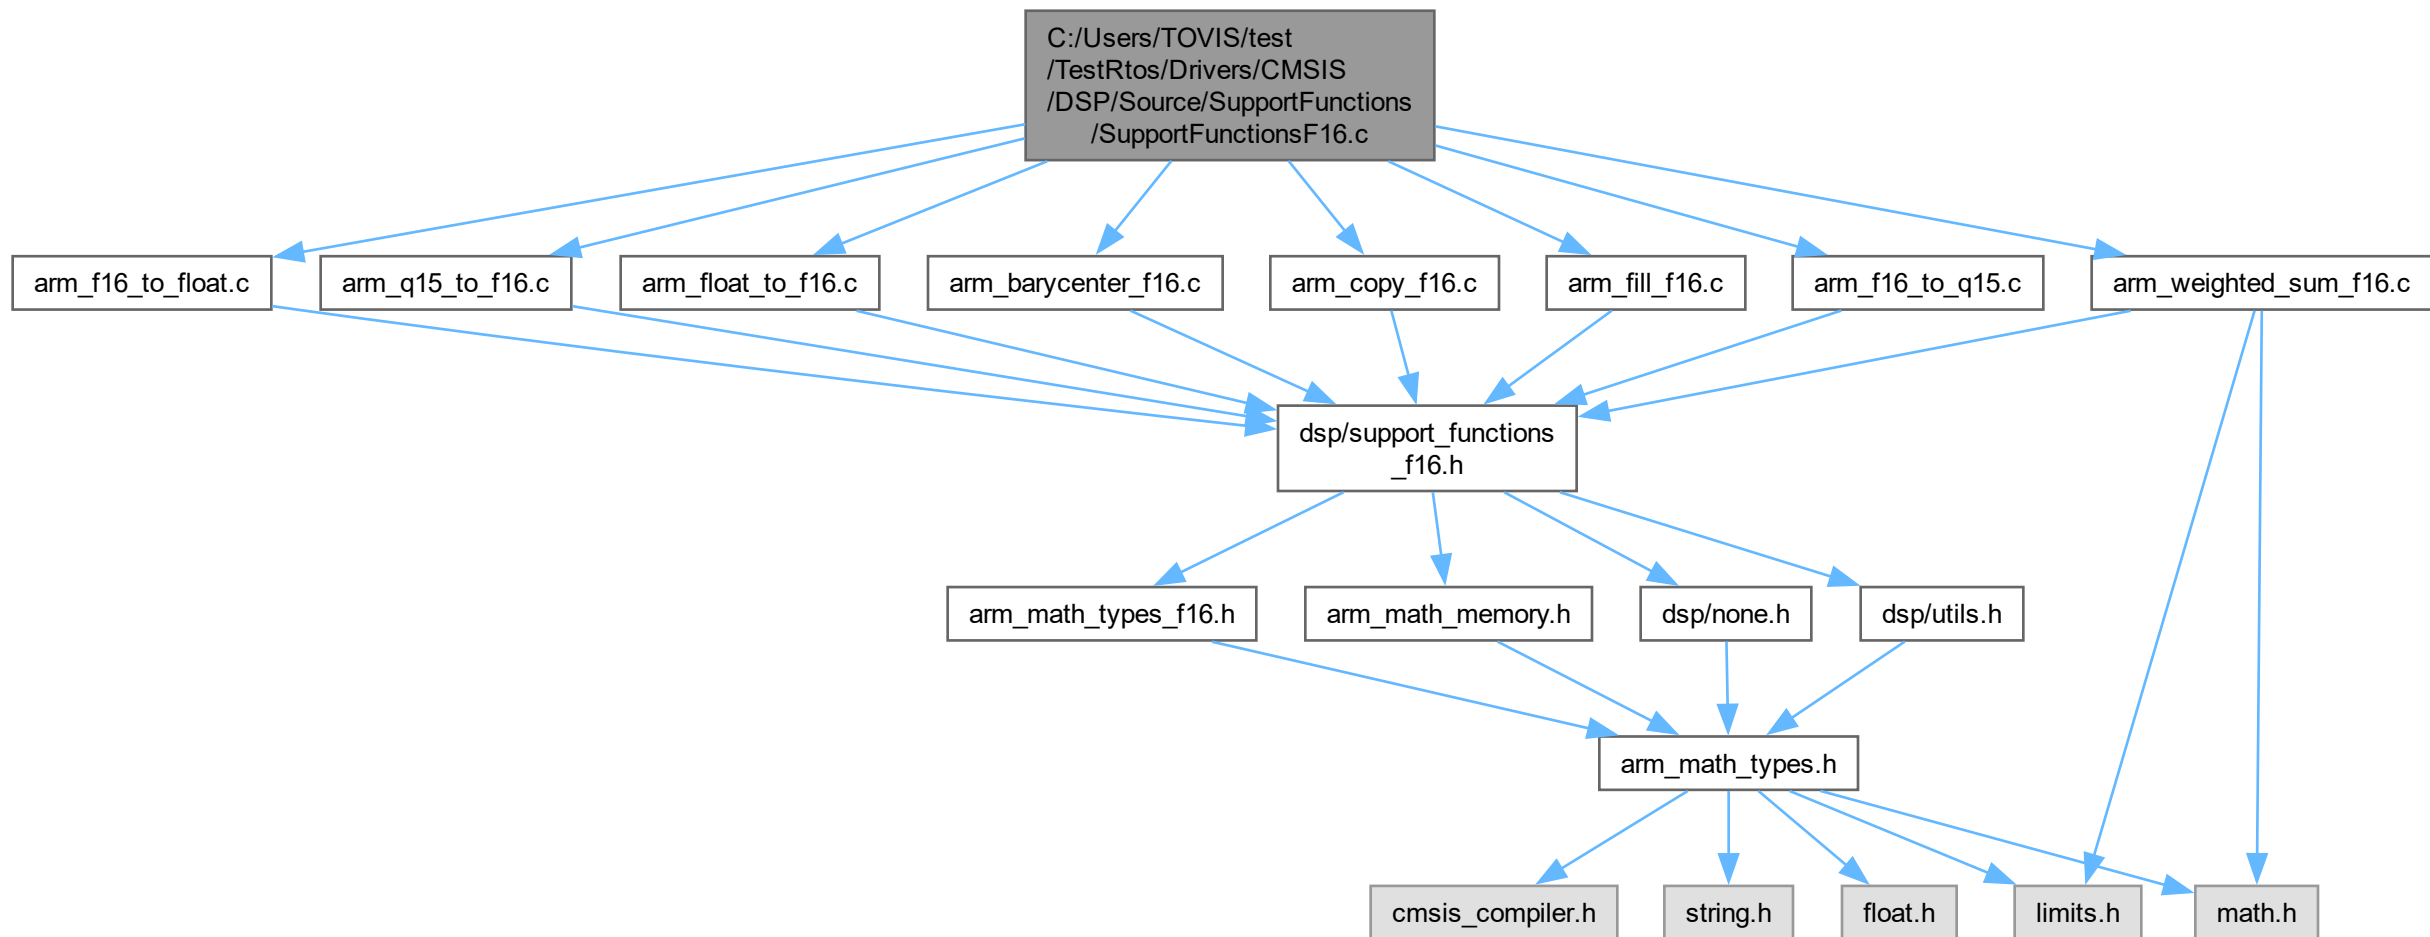 C:/Users/TOVIS/test
/TestRtos/Drivers/CMSIS
/DSP/Source/SupportFunctions
/SupportFunctionsF16.c
arm_f16_to_float.c
arm_q15_to_f16.c
arm_float_to_f16.c
arm_barycenter_f16.c
arm_copy_f16.c
arm_fill_f16.c
arm_f16_to_q15.c
arm_weighted_sum_f16.c
dsp/support_functions
_f16.h
arm_math_types_f16.h
arm_math_memory.h
dsp/none.h
dsp/utils.h
arm_math_types.h
cmsis_compiler.h
string.h
float.h
limits.h
math.h